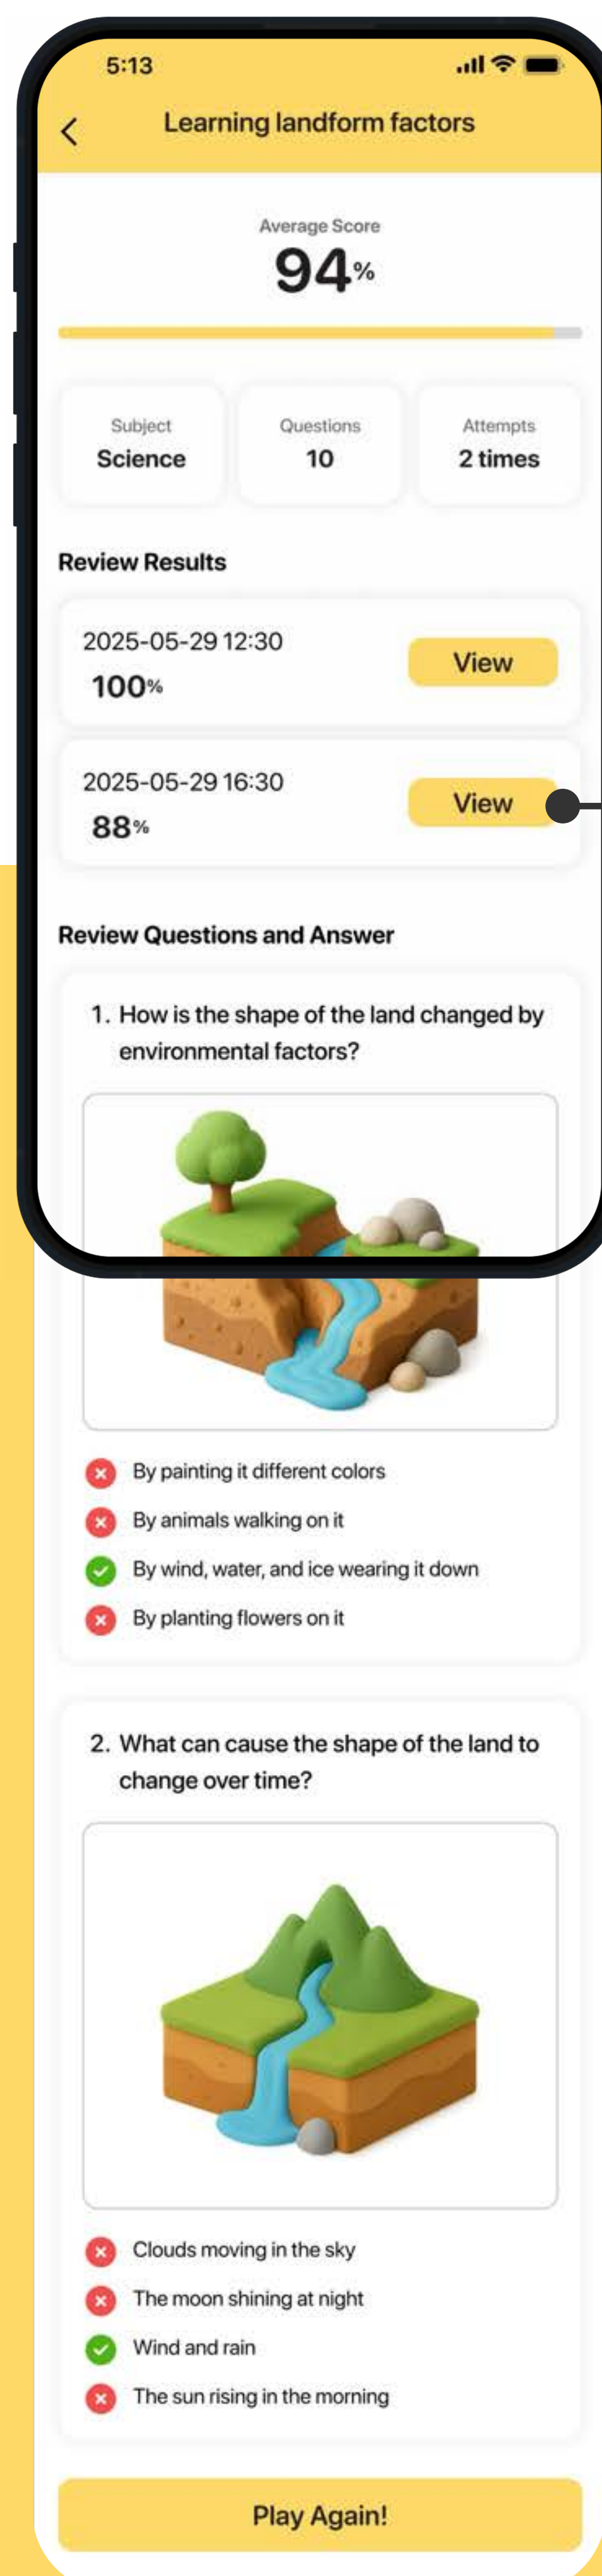 5:13
Learning landform factors
Average Score
94%
Subject
Science
Questions
10
Attempts
2 times
Review Results
2025-05-29 12:30
100%
View
2025-05-29 16:30
88%
View
Review Questions and Answer
1. How is the shape of the land changed by
environmental factors?
By painting it different colors
By animals walking on it
By wind, water, and ice wearing it down
By planting flowers on it
2. What can cause the shape of the land to
change over time?
Clouds moving in the sky
The moon shining at night
Wind and rain
The sun rising in the morning
Play Again!